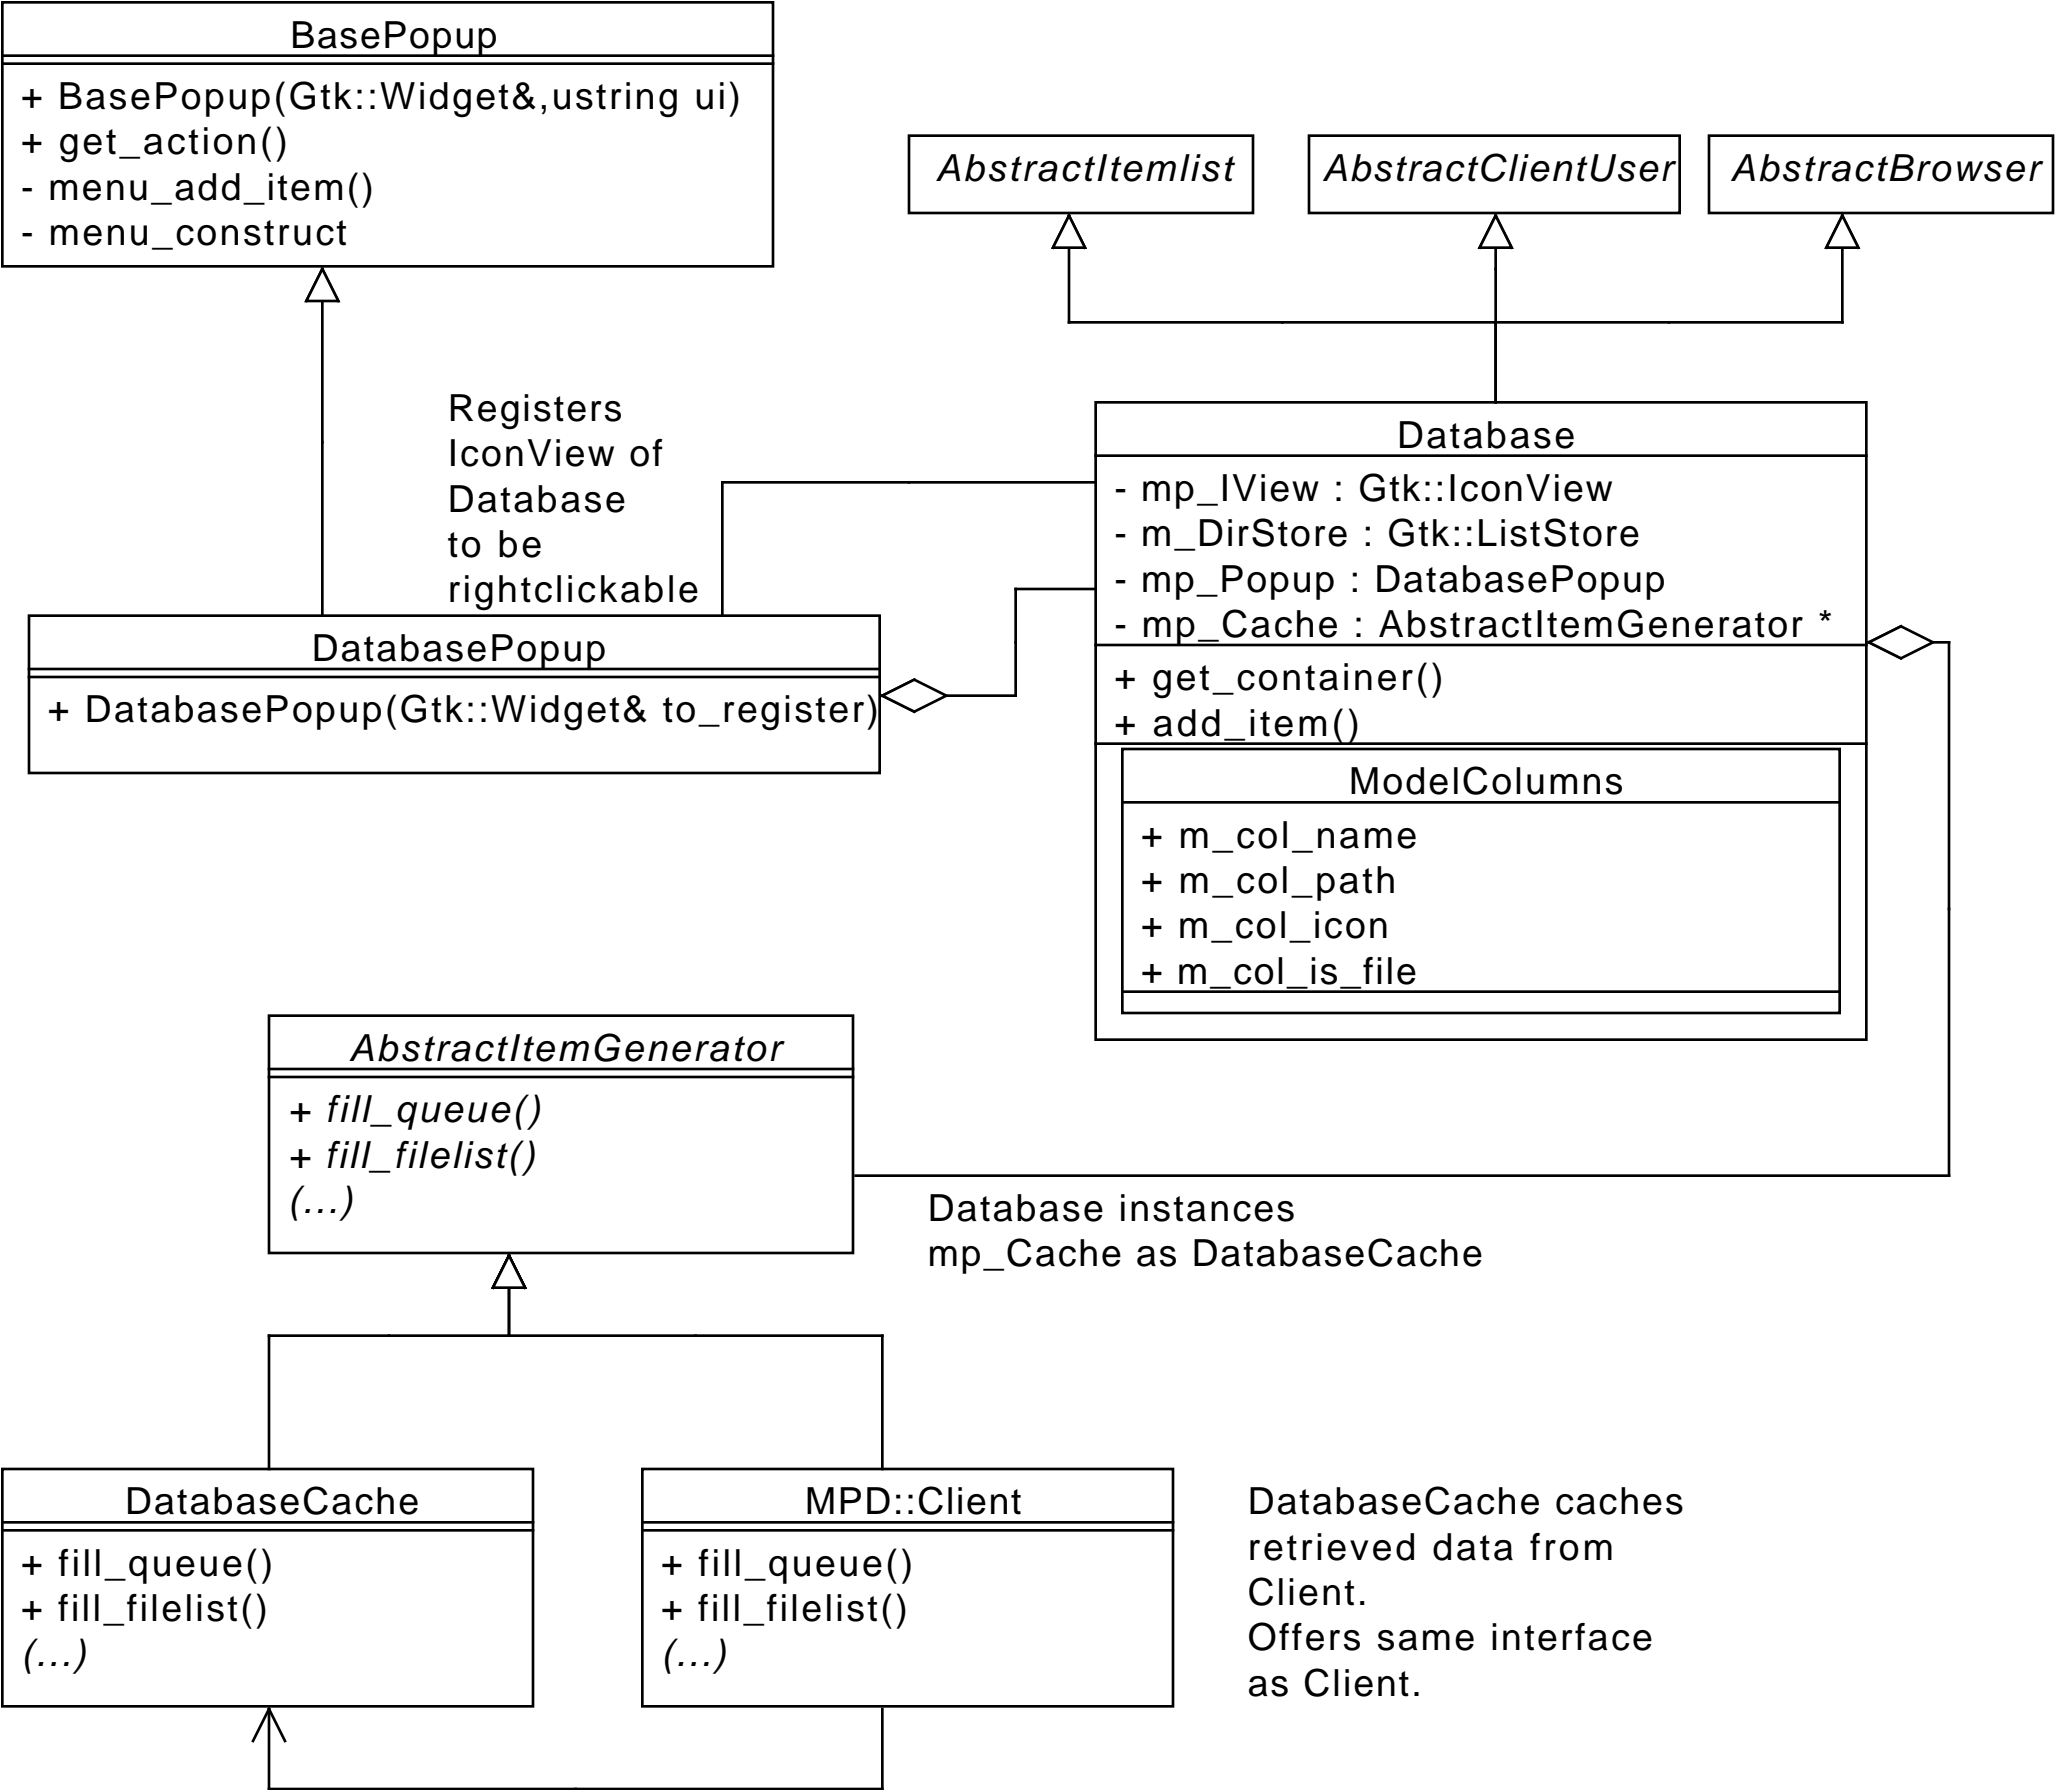 BasePopup
+ BasePopup(Gtk::Widget&,ustring ui)
+ get_action()
- menu_add_item()
- menu_construct
AbstractItemlist
AbstractClientUser
AbstractBrowser
Registers
IconView of
Database
to be
rightclickable
Database
- mp_IView : Gtk::IconView
- m_DirStore : Gtk::ListStore
- mp_Popup : DatabasePopup
- mp_Cache : AbstractItemGenerator *
+ get_container()
+ add_item()
DatabasePopup
+ DatabasePopup(Gtk::Widget& to_register)
ModelColumns
+ m_col_name
+ m_col_path
+ m_col_icon
+ m_col_is_file
AbstractItemGenerator
+ fill_queue()
+ fill_filelist()
(...)
Database instances
mp_Cache as DatabaseCache
DatabaseCache
+ fill_queue()
+ fill_filelist()
(...)
MPD::Client
+ fill_queue()
+ fill_filelist()
(...)
DatabaseCache caches
retrieved data from
Client.
Offers same interface
as Client.